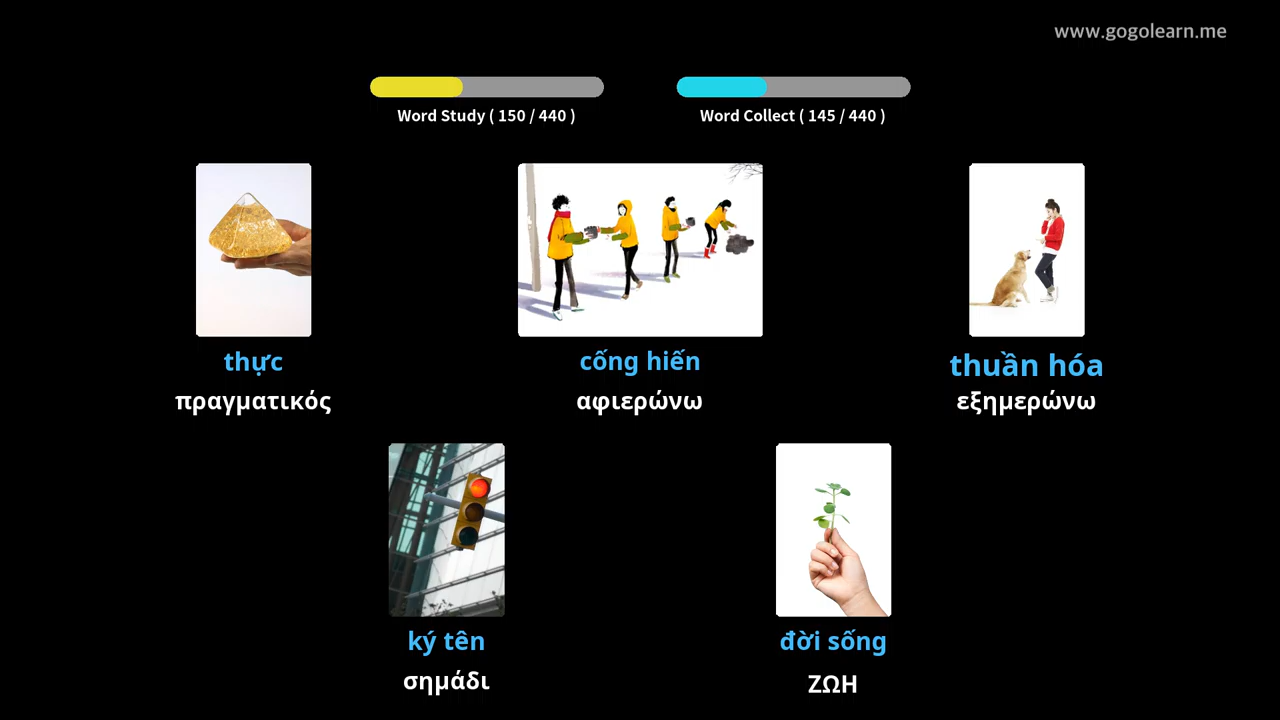 www.gogolearn.me
Word Study ( 150 / 440 )
Word Collect ( 145 / 440 )
thực
πραγματικός
cống hiến
αφιερώνω
thuần hóa
εξημερώνω
ký tên
σημάδι
đời sống
ΖΩΗ